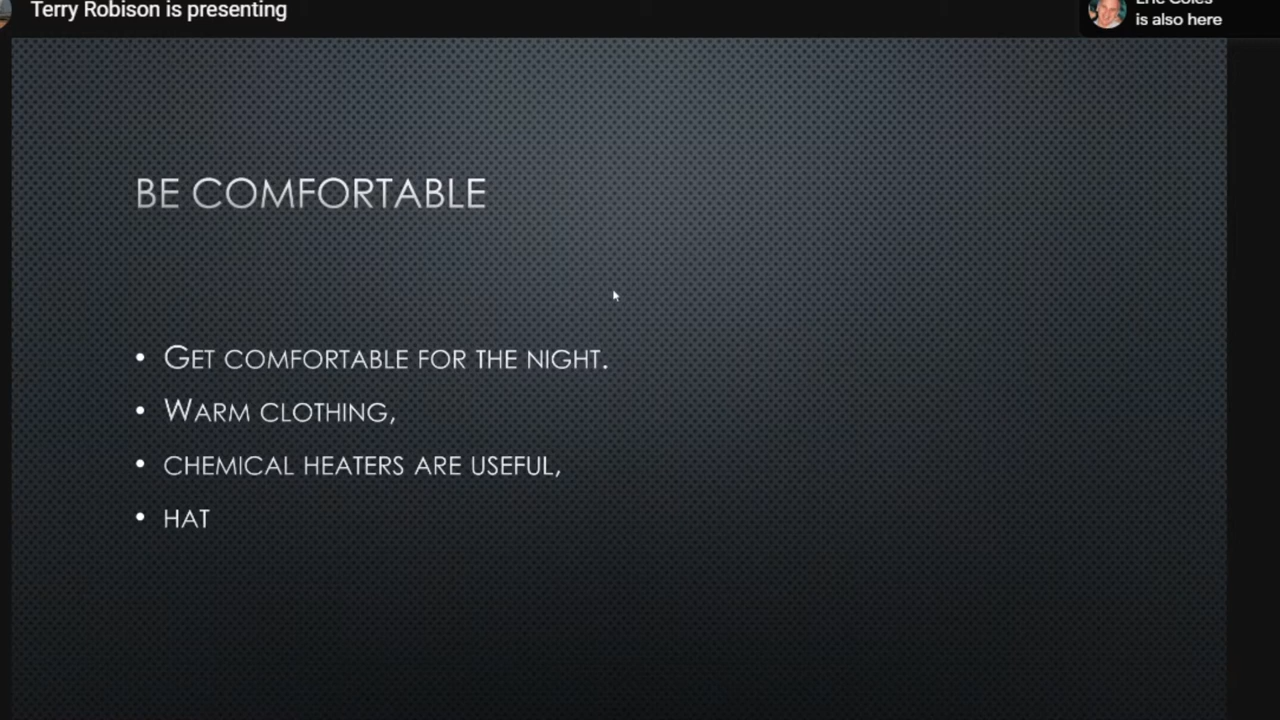 Terry Robison is presenting
Eric Coles
is also here
BE COMFORTABLE
• GET COMFORTABLE FOR THE NIGHT.
• WARM CLOTHING,
• CHEMICAL HEATERS ARE USEFUL,
• HAT